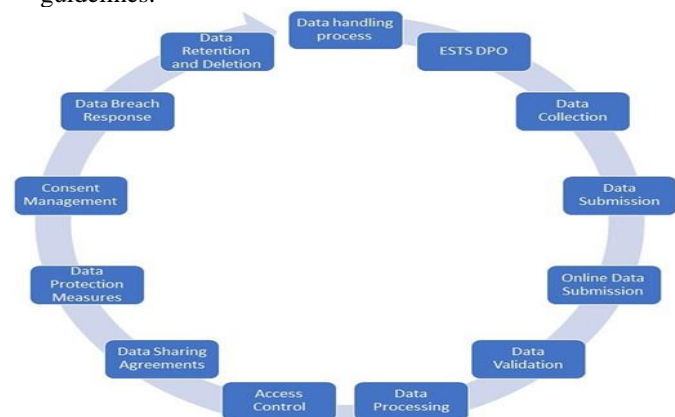 guidelines.
Data handling
process
ESTS DPO
Data
Collection
Data
Submission
Online Data
Submission
Data
Validation
Data
Processing
Access
Control
Data Sharing
Agreements
Data
Protection
Measures
Consent
Management
Data Breach
Response
Data
Retention
and Deletion